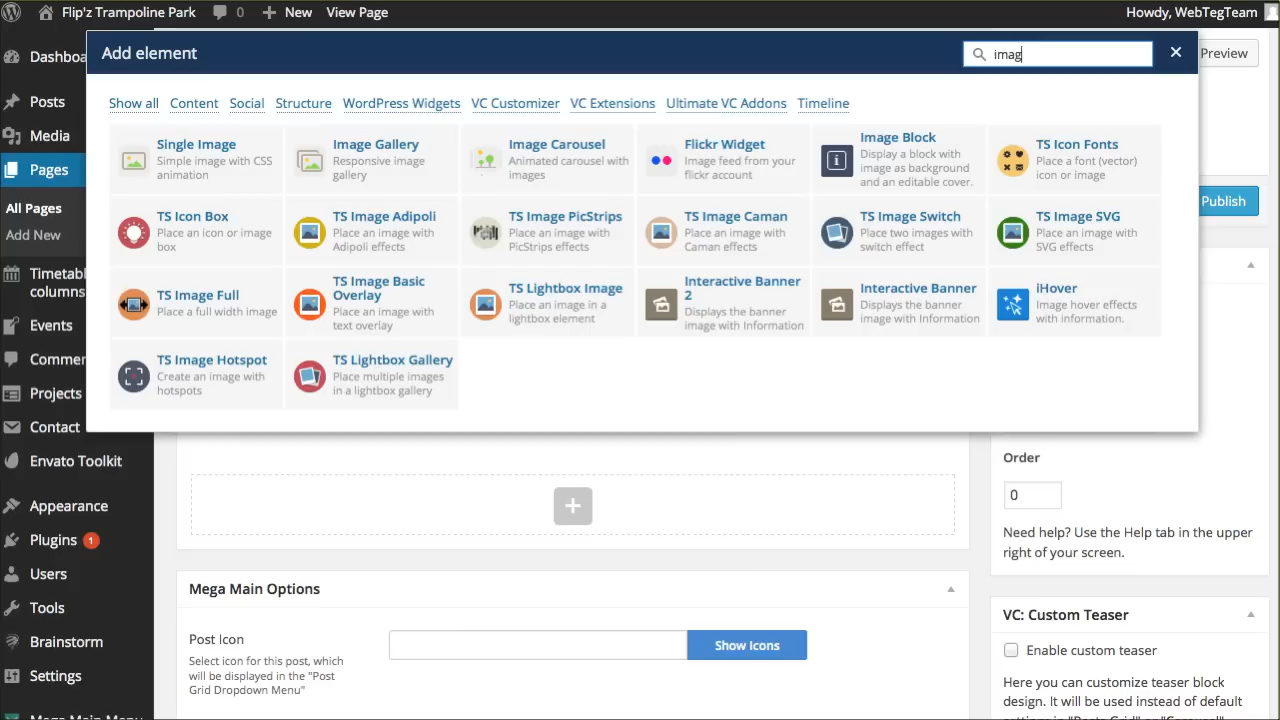 Flip'z Trampoline Park 0 New View Page Howdy, WebTegTeam
Add element imag Preview
Dashboa
Posts
Media
Pages
All Pages
Add New
Timetabl
columns
Events
Commen
Projects
Contact
Envato Toolkit
Appearance
Plugins 1
Users
Tools
Brainstorm
Settings
Mega Main Menu
Show all Content Social Structure WordPress Widgets VC Customizer VC Extensions Ultimate VC Addons Timeline
Single Image
Simple image with CSS
animation
Image Gallery
Responsive image
gallery
Image Carousel
Animated carousel with
images
Flickr Widget
Image feed from your
flickr account
Image Block
Display a block with
image as background
and an editable cover.
TS Icon Fonts
Place a font (vector)
icon or image
TS Icon Box
Place an icon or image
box
TS Image Adipoli
Place an image with
Adipoli effects
TS Image PicStrips
Place an image with
PicStrips effects
TS Image Caman
Place an image with
Caman effects
TS Image Switch
Place two images with
switch effect
TS Image SVG
Place an image with
SVG effects
TS Image Full
Place a full width image
TS Image Basic
Overlay
Place an image with
text overlay
TS Lightbox Image
Place an image in a
lightbox element
Interactive Banner
2
Displays the banner
image with Information
Interactive Banner
Displays the banner
image with Information
iHover
Image hover effects
with information.
TS Image Hotspot
Create an image with
hotspots
TS Lightbox Gallery
Place multiple images
in a lightbox gallery
Publish
Order
0
Need help? Use the Help tab in the upper
right of your screen.
Mega Main Options
Post Icon
Select icon for this post, which
will be displayed in the "Post
Grid Dropdown Menu"
Show Icons
VC: Custom Teaser
Enable custom teaser
Here you can customize teaser block
design. It will be used instead of default